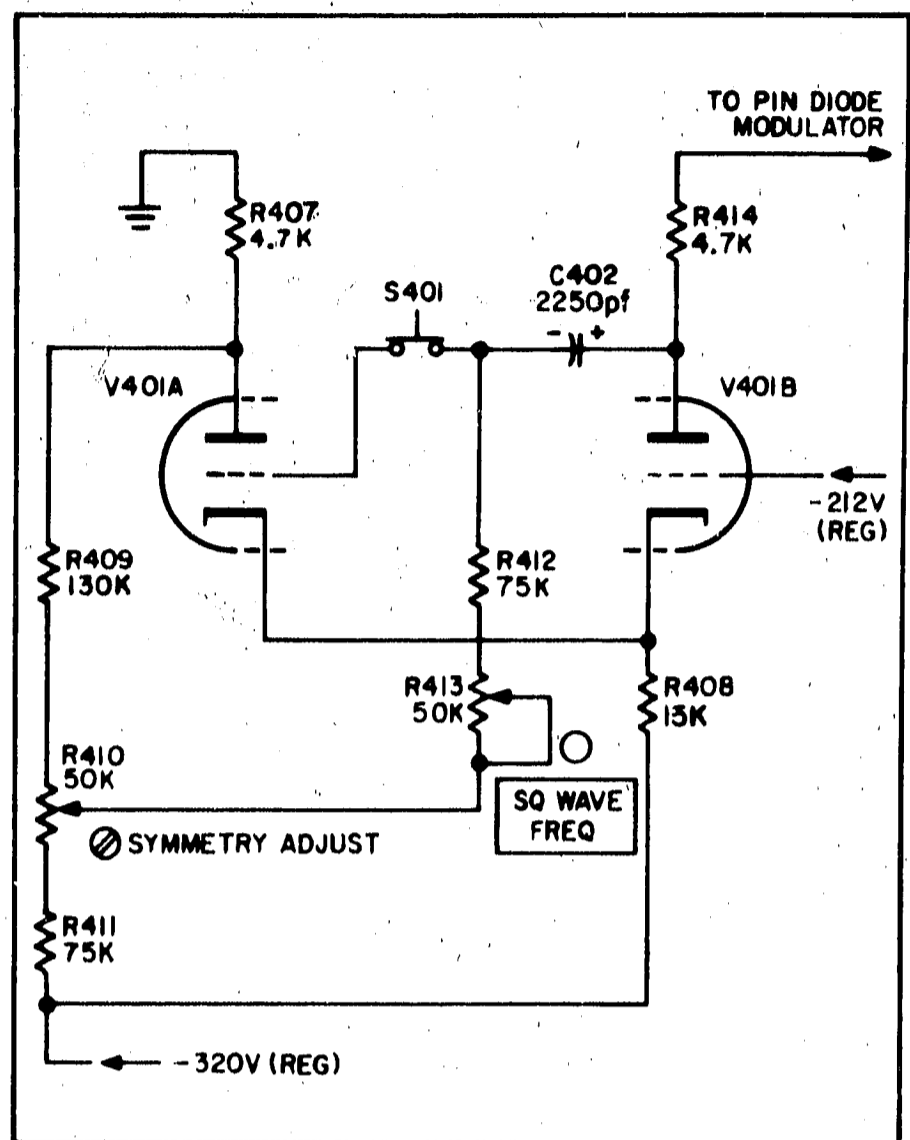 TO PIN DIODE
MODULATOR
R407
4.7K
R414
4.7K
C402
2250pf
S401
- +
V401A
V401B
-212V
(REG)
R409
130K
R412
75K
R413
50K
R408
13K
R410
50K
SQ WAVE
FREQ
SYMMETRY ADJUST
R411
75K
-320V (REG)